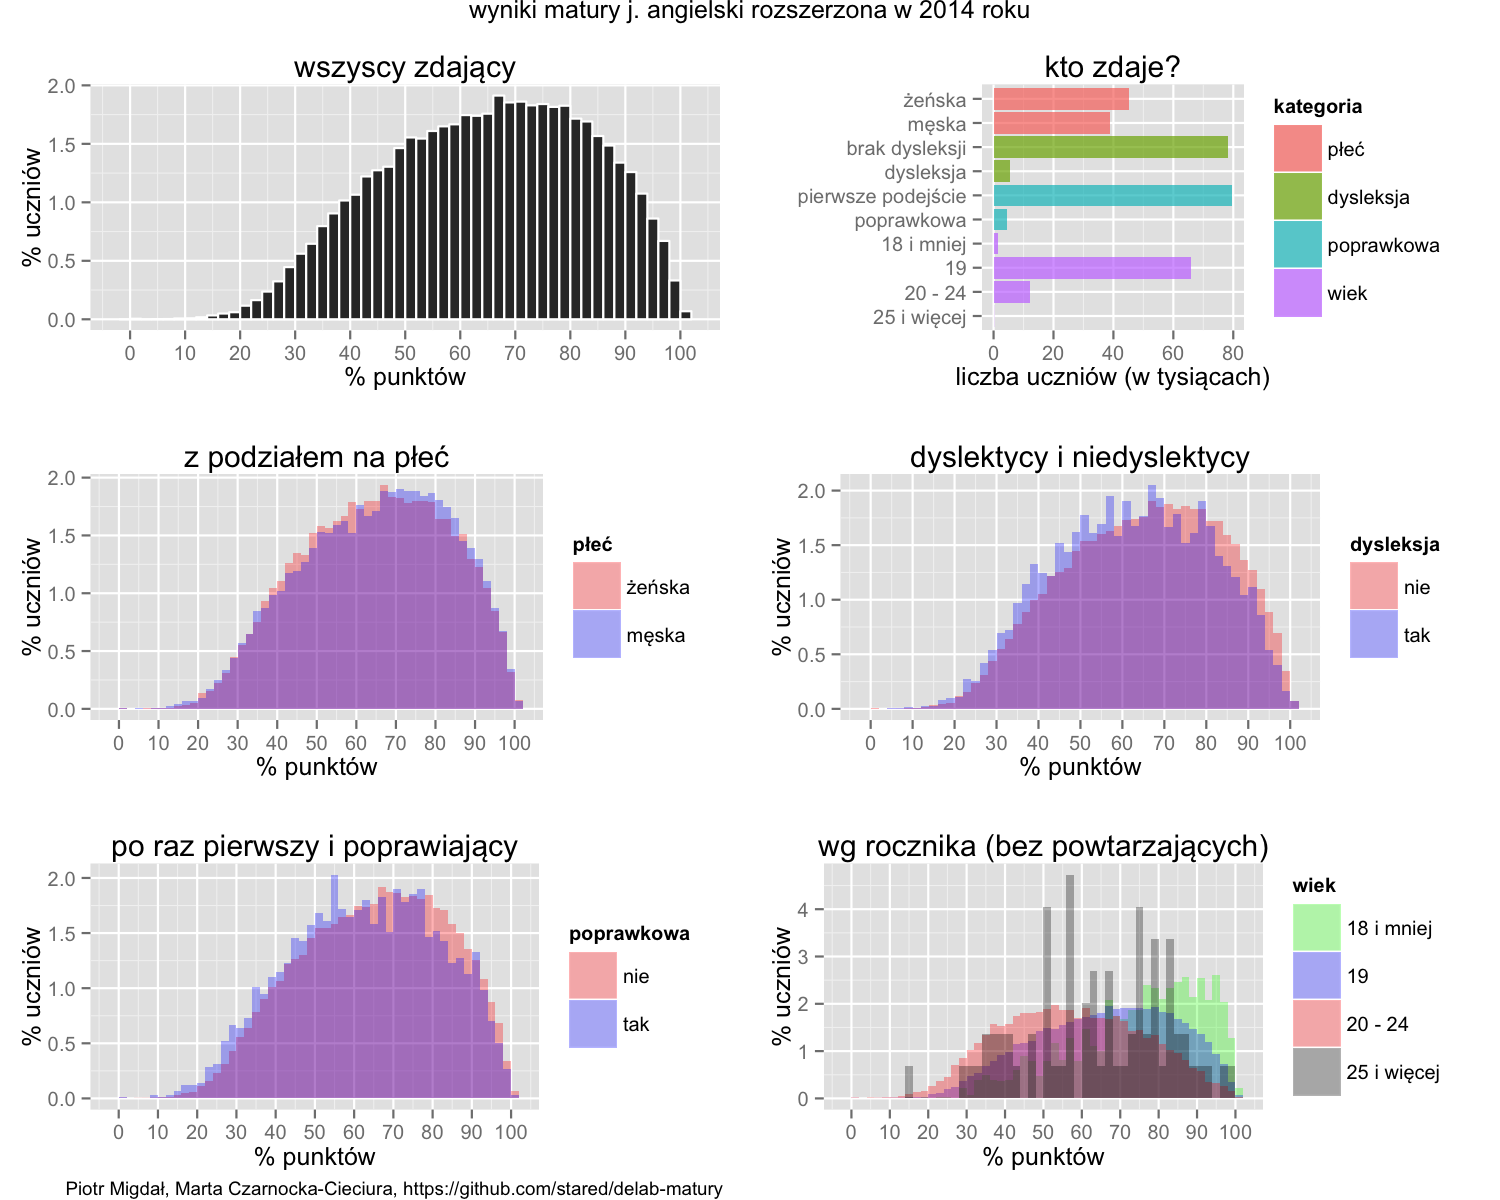 wyniki matury j. angielski rozszerzona w 2014 roku
wszyscy zdający
% uczniów
2.0
1.5
1.0
0.5
0.0
0 10 20 30 40 50 60 70 80 90 100
% punktów
kto zdaje?
żeńska
męska
brak dysleksji
dysleksja
pierwsze podejście
poprawkowa
18 i mniej
19
20 - 24
25 i więcej
0 20 40 60 80
liczba uczniów (w tysiącach)
kategoria
płeć
dysleksja
poprawkowa
wiek
z podziałem na płeć
% uczniów
2.0
1.5
1.0
0.5
0.0
0 10 20 30 40 50 60 70 80 90 100
% punktów
płeć
żeńska
męska
dyslektycy i niedyslektycy
% uczniów
2.0
1.5
1.0
0.5
0.0
0 10 20 30 40 50 60 70 80 90 100
% punktów
dysleksja
nie
tak
po raz pierwszy i poprawiający
% uczniów
2.0
1.5
1.0
0.5
0.0
0 10 20 30 40 50 60 70 80 90 100
% punktów
poprawkowa
nie
tak
wg rocznika (bez powtarzających)
% uczniów
4
3
2
1
0
0 10 20 30 40 50 60 70 80 90 100
% punktów
wiek
18 i mniej
19
20 - 24
25 i więcej
Piotr Migdał, Marta Czarnocka-Cieciura, https://github.com/stared/delab-matury